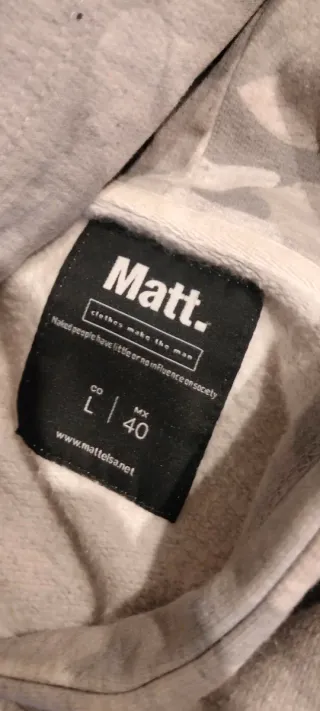 Matt.
clothes make the man
Naked people have little or no influence on society
CO MX
L | 40
www.mattelsa.net